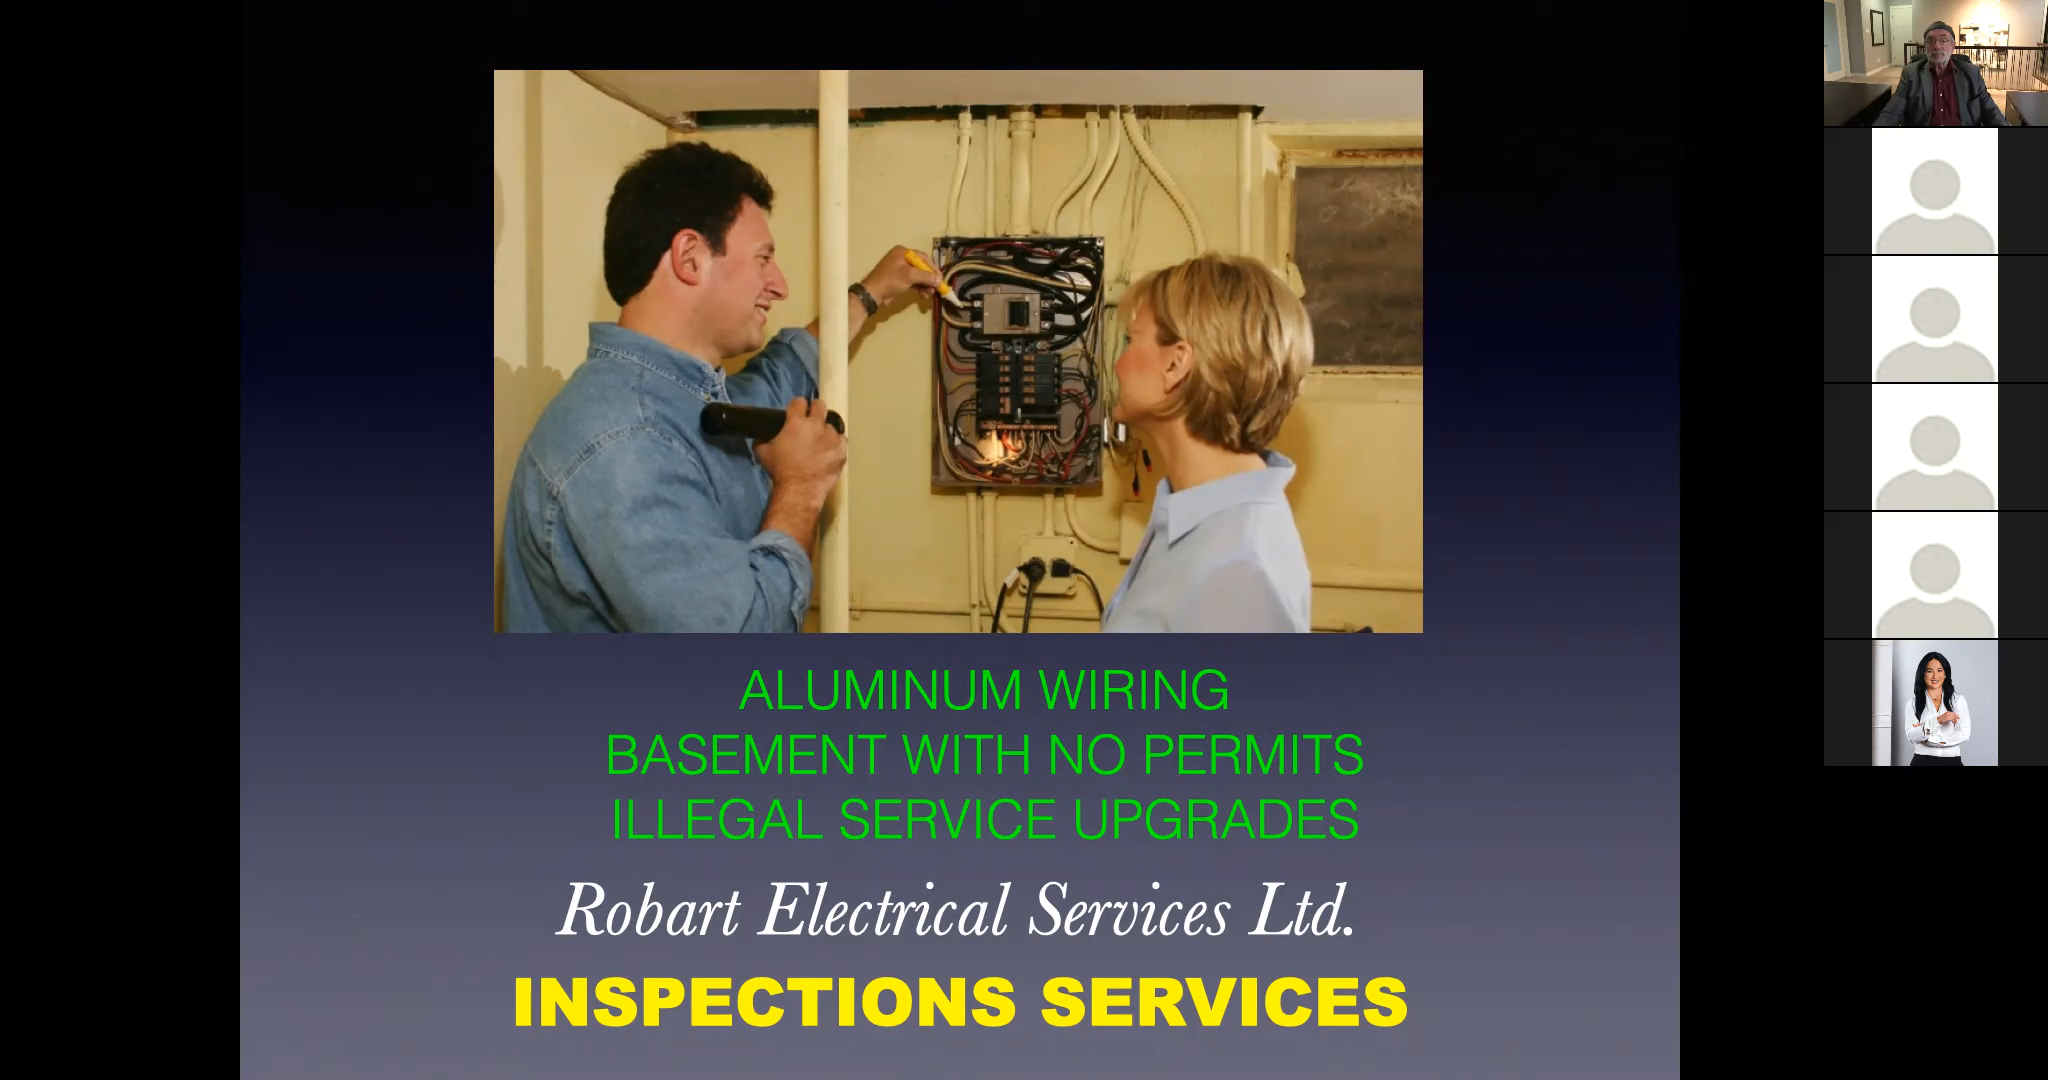 ALUMINUM WIRING
BASEMENT WITH NO PERMITS
ILLEGAL SERVICE UPGRADES
Robart Electrical Services Ltd.
INSPECTIONS SERVICES